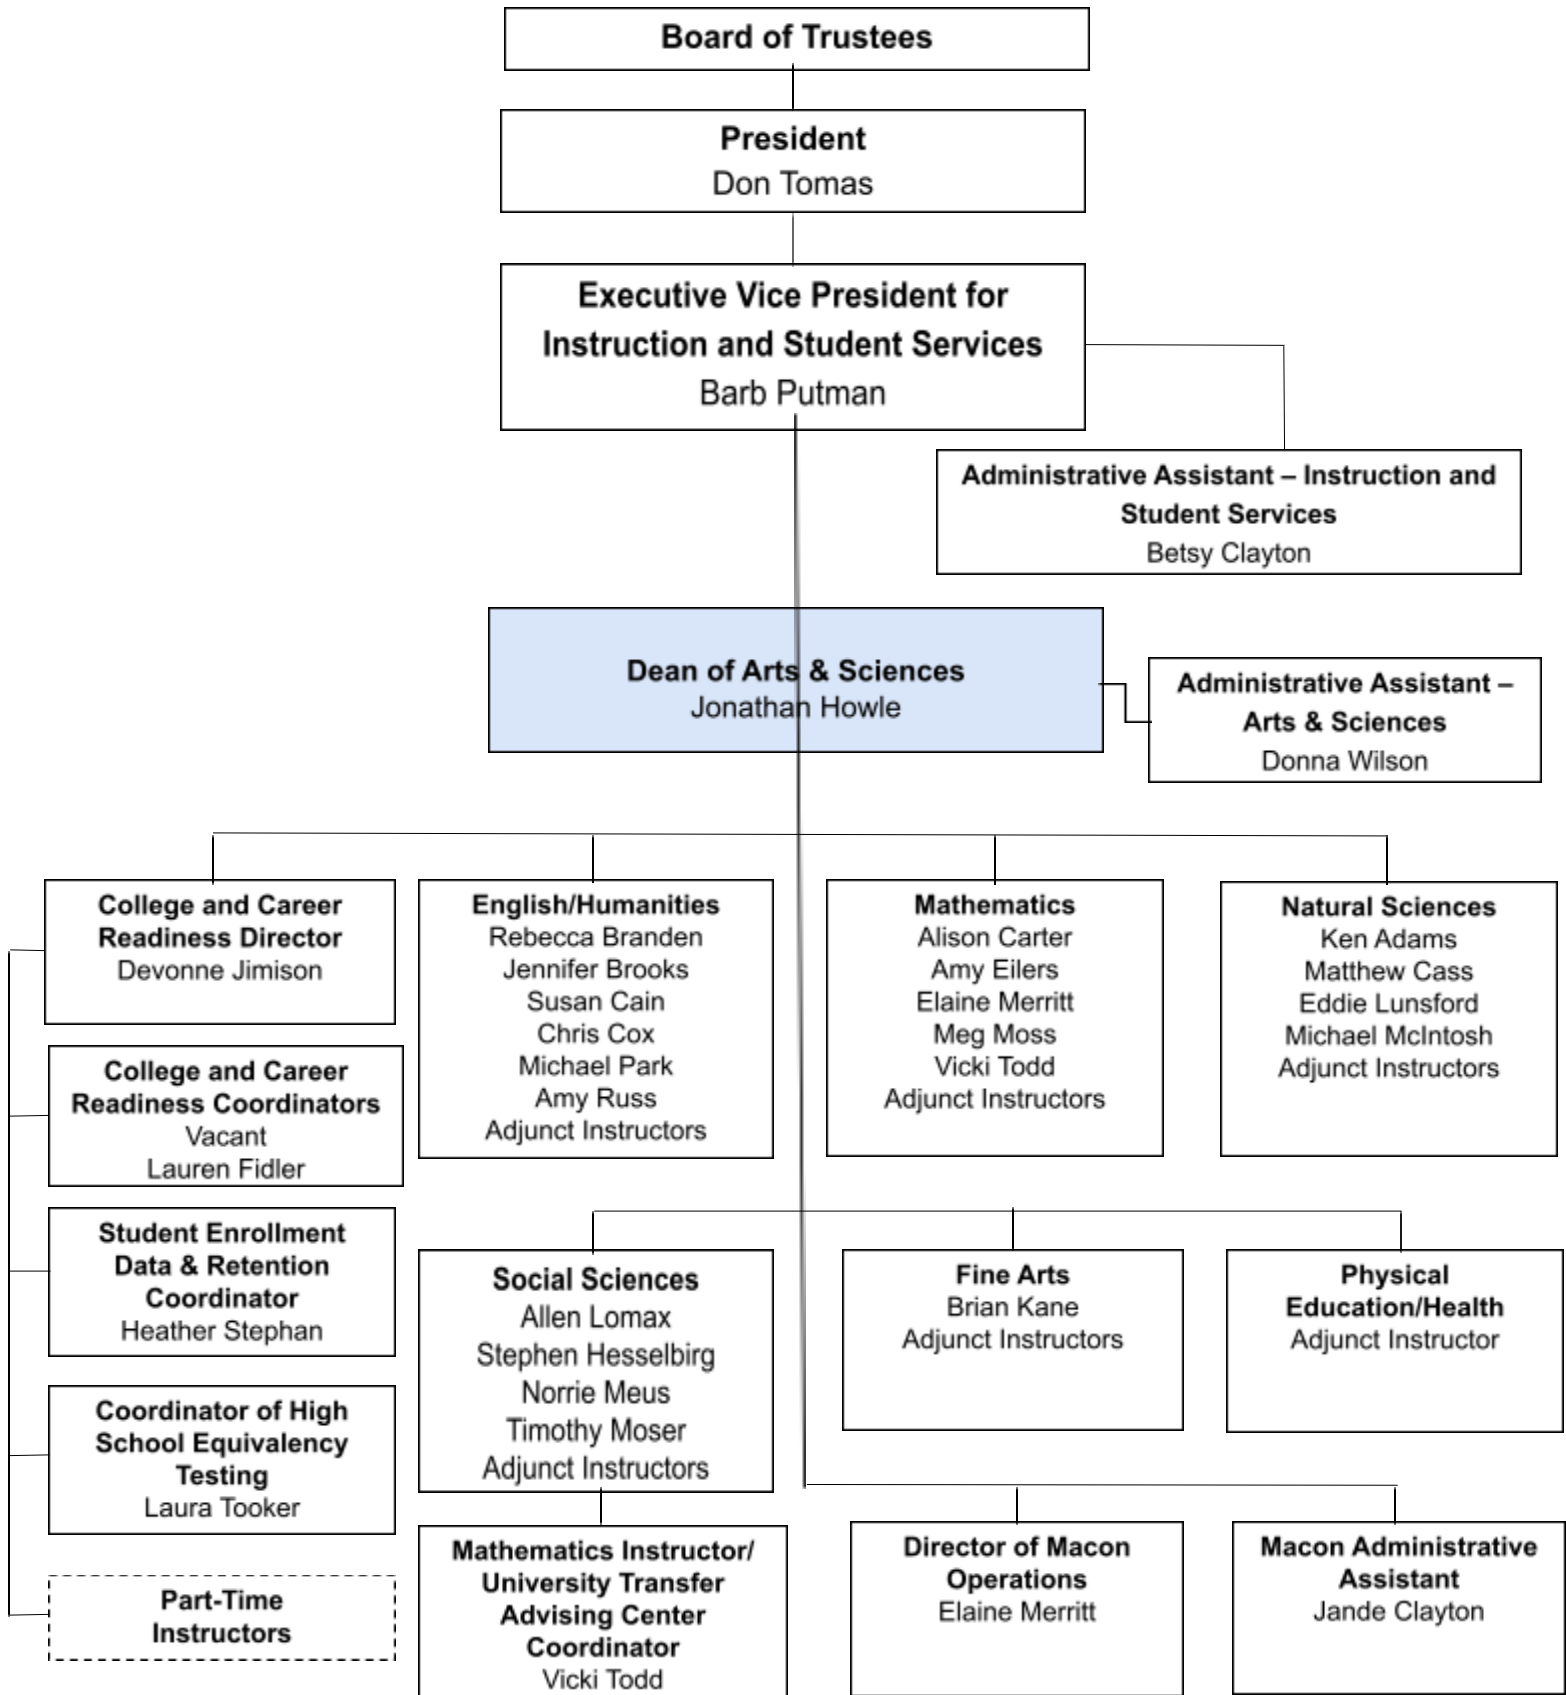 Board of Trustees
President
Don Tomas
Executive Vice President for
Instruction and Student Services
Barb Putman
Administrative Assistant – Instruction and
Student Services
Betsy Clayton
Dean of Arts & Sciences
Jonathan Howle
Administrative Assistant –
Arts & Sciences
Donna Wilson
College and Career
Readiness Director
Devonne Jimison
English/Humanities
Rebecca Branden
Jennifer Brooks
Susan Cain
Chris Cox
Michael Park
Amy Russ
Adjunct Instructors
Mathematics
Alison Carter
Amy Eilers
Elaine Merritt
Meg Moss
Vicki Todd
Adjunct Instructors
Natural Sciences
Ken Adams
Matthew Cass
Eddie Lunsford
Michael McIntosh
Adjunct Instructors
College and Career
Readiness Coordinators
Vacant
Lauren Fidler
Student Enrollment
Data & Retention
Coordinator
Heather Stephan
Coordinator of High
School Equivalency
Testing
Laura Tooker
Part-Time
Instructors
Social Sciences
Allen Lomax
Stephen Hesselbirg
Norrie Meus
Timothy Moser
Adjunct Instructors
Fine Arts
Brian Kane
Adjunct Instructors
Physical
Education/Health
Adjunct Instructor
Mathematics Instructor/
University Transfer
Advising Center
Coordinator
Vicki Todd
Director of Macon
Operations
Elaine Merritt
Macon Administrative
Assistant
Jande Clayton